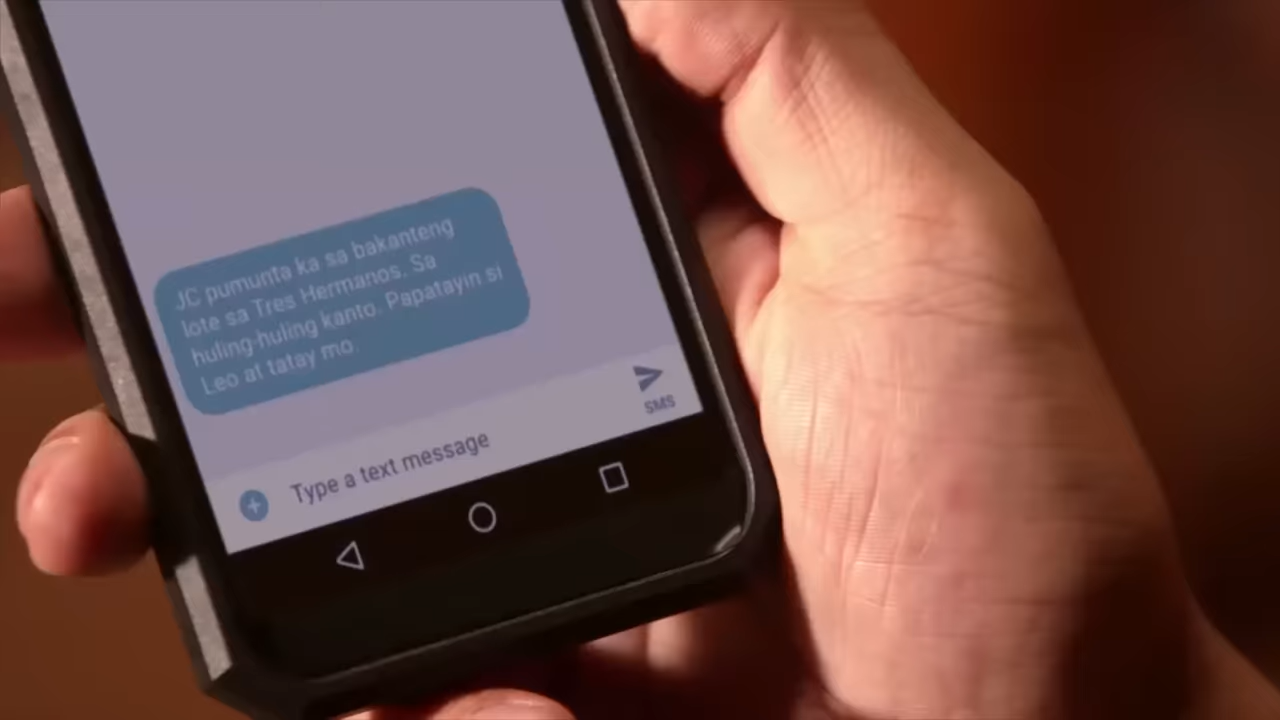 JC pumunta ka sa bakanteng
lote sa Tres Hermanos. Sa
huling-huling kanto. Papatayin si
Leo at tatay mo.
SMS
Type a text message